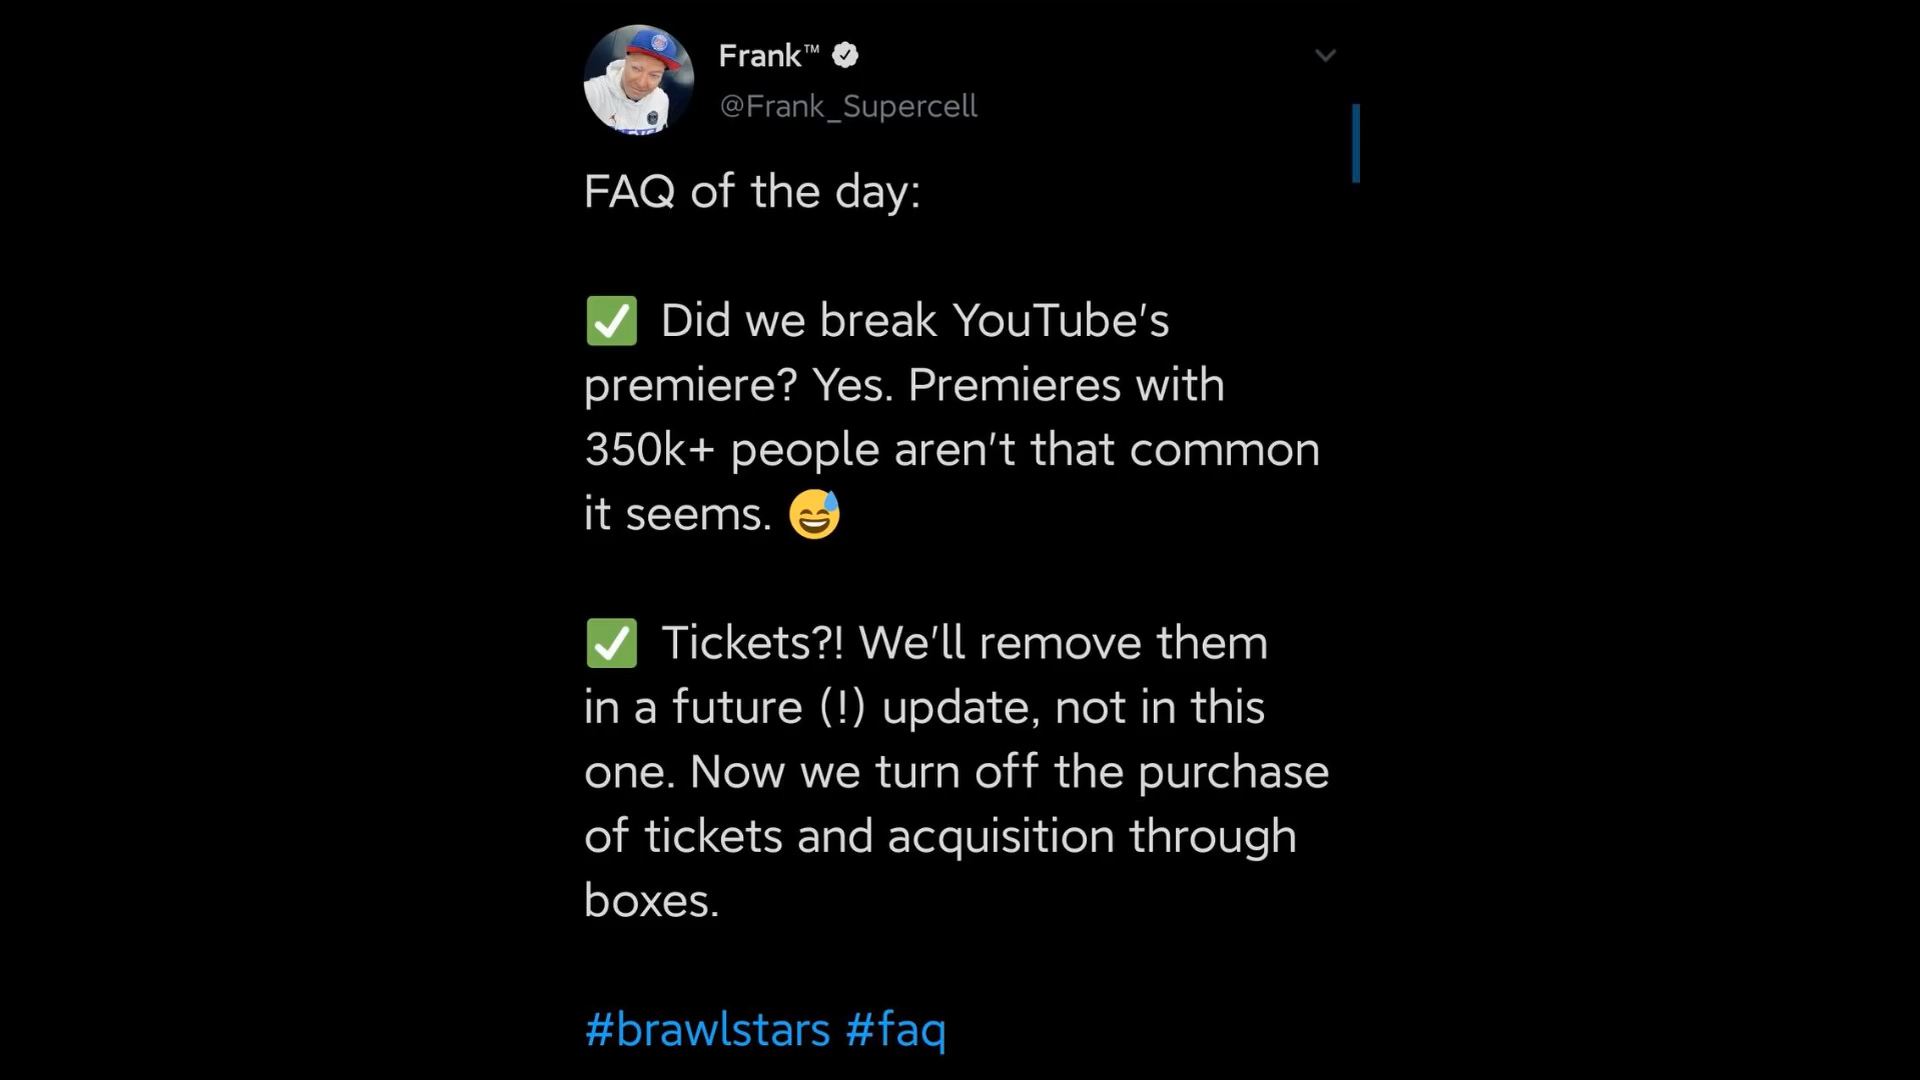 Frank™
@Frank_Supercell
FAQ of the day:
✅ Did we break YouTube's
premiere? Yes. Premieres with
350k+ people aren't that common
it seems. 😅
✅ Tickets?! We'll remove them
in a future (!) update, not in this
one. Now we turn off the purchase
of tickets and acquisition through
boxes.
#brawlstars #faq